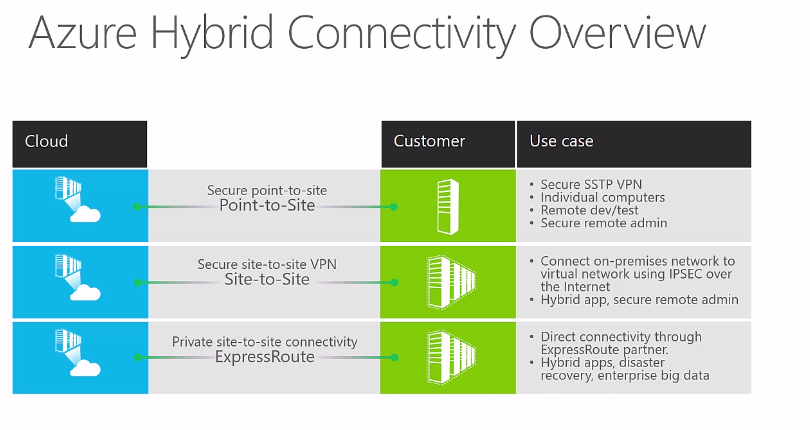 Azure Hybrid Connectivity Overview
Cloud
Customer
Use case
Secure point-to-site
Point-to-Site
• Secure SSTP VPN
• Individual computers
• Remote dev/test
• Secure remote admin
Secure site-to-site VPN
Site-to-Site
• Connect on-premises network to
virtual network using IPSEC over
the Internet
• Hybrid app, secure remote admin
Private site-to-site connectivity
ExpressRoute
• Direct connectivity through
ExpressRoute partner.
• Hybrid apps, disaster
recovery, enterprise big data